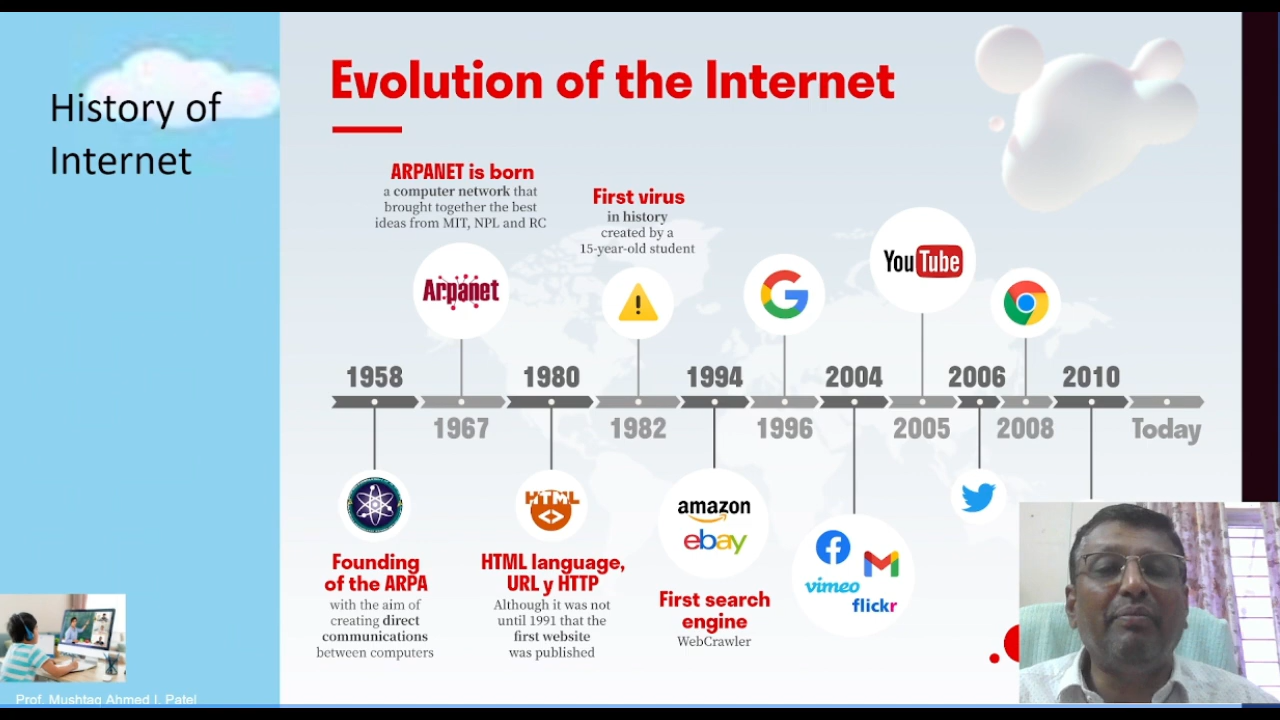 History of
Internet
Evolution of the Internet
ARPANET is born
a computer network that
brought together the best
ideas from MIT, NPL and RC
First virus
in history
created by a
15-year-old student
Arpanet
G
YouTube
1958
1980
1994
2004
2006
2010
1967
1982
1996
2005
2008
Today
HTML
amazon
ebay
f
M
vimeo
flickr
Founding
of the ARPA
with the aim of
creating direct
communications
between computers
HTML language,
URL y HTTP
Although it was not
until 1991 that the
first website
was published
First search
engine
WebCrawler
Prof. Mushtaq Ahmed I. Patel